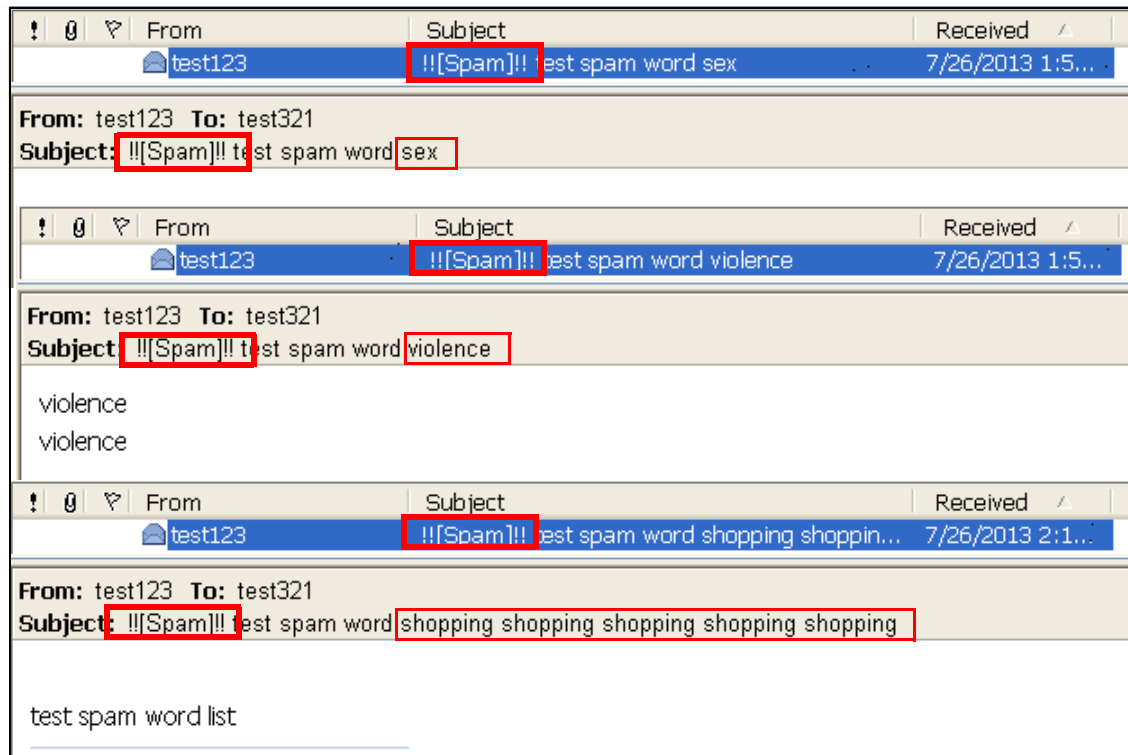 ! From Subject Received
test123 !![Spam]!! test spam word sex 7/26/2013 1:5...
From: test123 To: test321
Subject: !![Spam]!! test spam word sex
! From Subject Received
test123 !![Spam]!! test spam word violence 7/26/2013 1:5...
From: test123 To: test321
Subject: !![Spam]!! test spam word violence
violence
violence
! From Subject Received
test123 !![Spam]!! test spam word shopping shoppin... 7/26/2013 2:1...
From: test123 To: test321
Subject: !![Spam]!! test spam word shopping shopping shopping shopping shopping
test spam word list